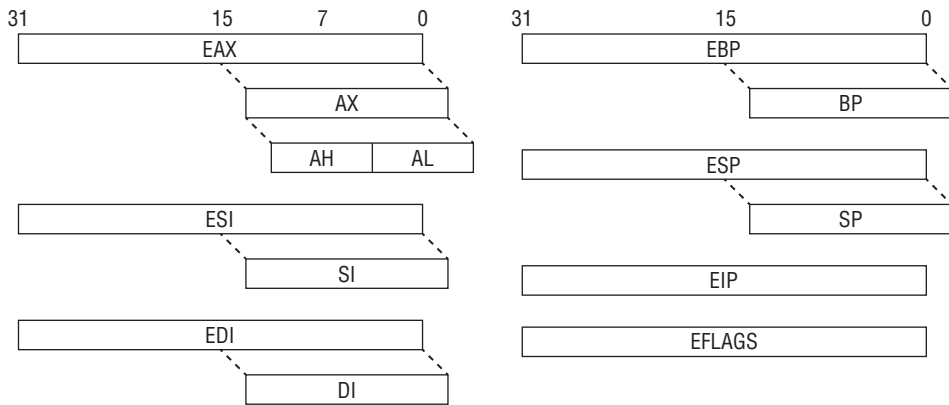 31 15 7 0
EAX
AX
AH AL
ESI
SI
EDI
DI
31 15 0
EBP
BP
ESP
SP
EIP
EFLAGS